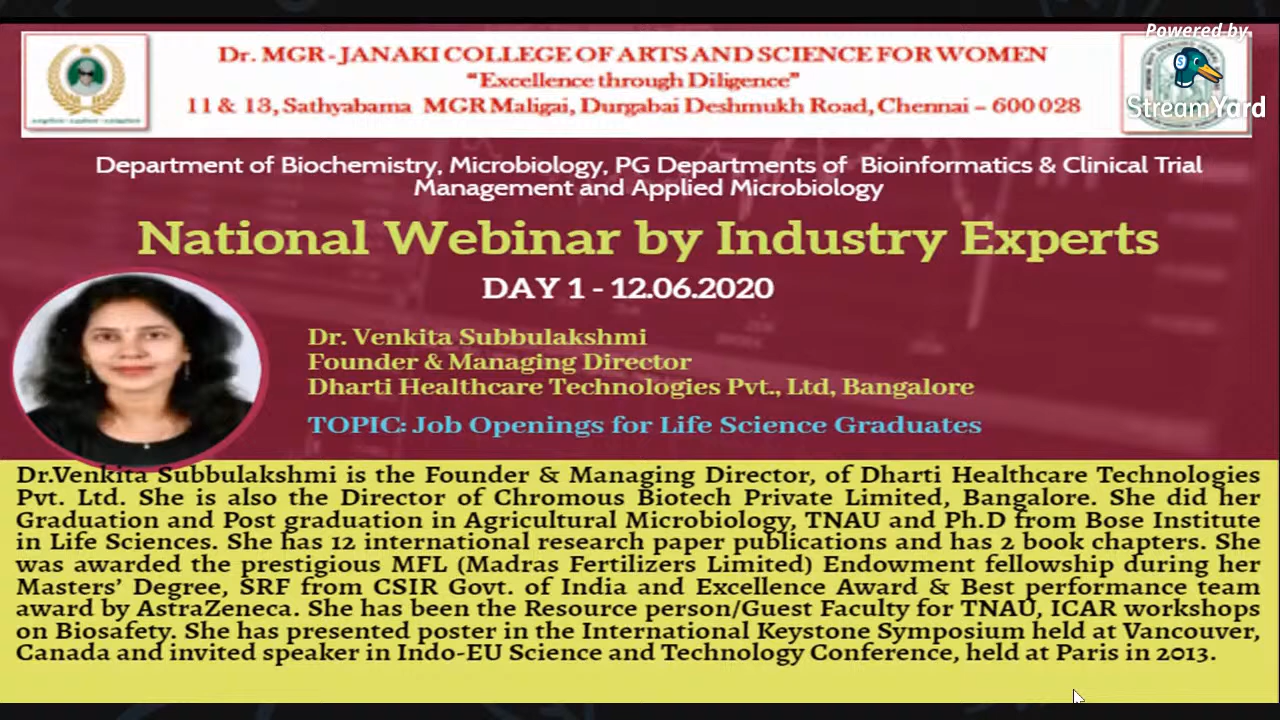 Powered by
StreamYard
Dr. MGR-JANAKI COLLEGE OF ARTS AND SCIENCE FOR WOMEN
“Excellence through Diligence”
11 & 13, Sathyabama MGR Maligai, Durgabai Deshmukh Road, Chennai – 600 028
Department of Biochemistry, Microbiology, PG Departments of Bioinformatics & Clinical Trial
Management and Applied Microbiology
National Webinar by Industry Experts
DAY 1 - 12.06.2020
Dr. Venkita Subbulakshmi
Founder & Managing Director
Dharti Healthcare Technologies Pvt., Ltd, Bangalore
TOPIC: Job Openings for Life Science Graduates
Dr.Venkita Subbulakshmi is the Founder & Managing Director, of Dharti Healthcare Technologies
Pvt. Ltd. She is also the Director of Chromous Biotech Private Limited, Bangalore. She did her
Graduation and Post graduation in Agricultural Microbiology, TNAU and Ph.D from Bose Institute
in Life Sciences. She has 12 international research paper publications and has 2 book chapters. She
was awarded the prestigious MFL (Madras Fertilizers Limited) Endowment fellowship during her
Masters’ Degree, SRF from CSIR Govt. of India and Excellence Award & Best performance team
award by AstraZeneca. She has been the Resource person/Guest Faculty for TNAU, ICAR workshops
on Biosafety. She has presented poster in the International Keystone Symposium held at Vancouver,
Canada and invited speaker in Indo-EU Science and Technology Conference, held at Paris in 2013.